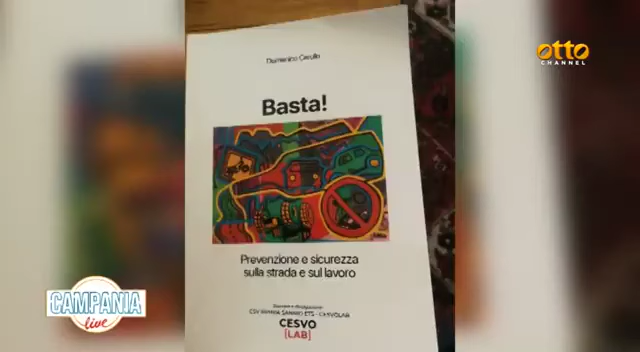 otto
CHANNEL
Basta!
Prevenzione e sicurezza
sulla strada e sul lavoro
CESVO
[LAB]
CAMPANIA
live